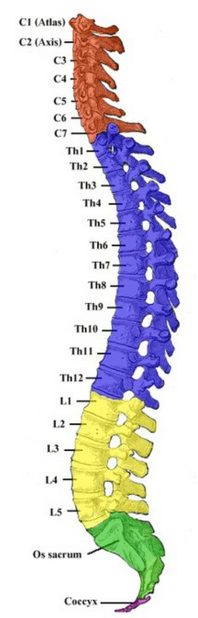 C1 (Atlas)
C2 (Axis)
C3
C4
C5
C6
C7
Th1
Th2
Th3
Th4
Th5
Th6
Th7
Th8
Th9
Th10
Th11
Th12
L1
L2
L3
L4
L5
Os sacrum
Coccyx